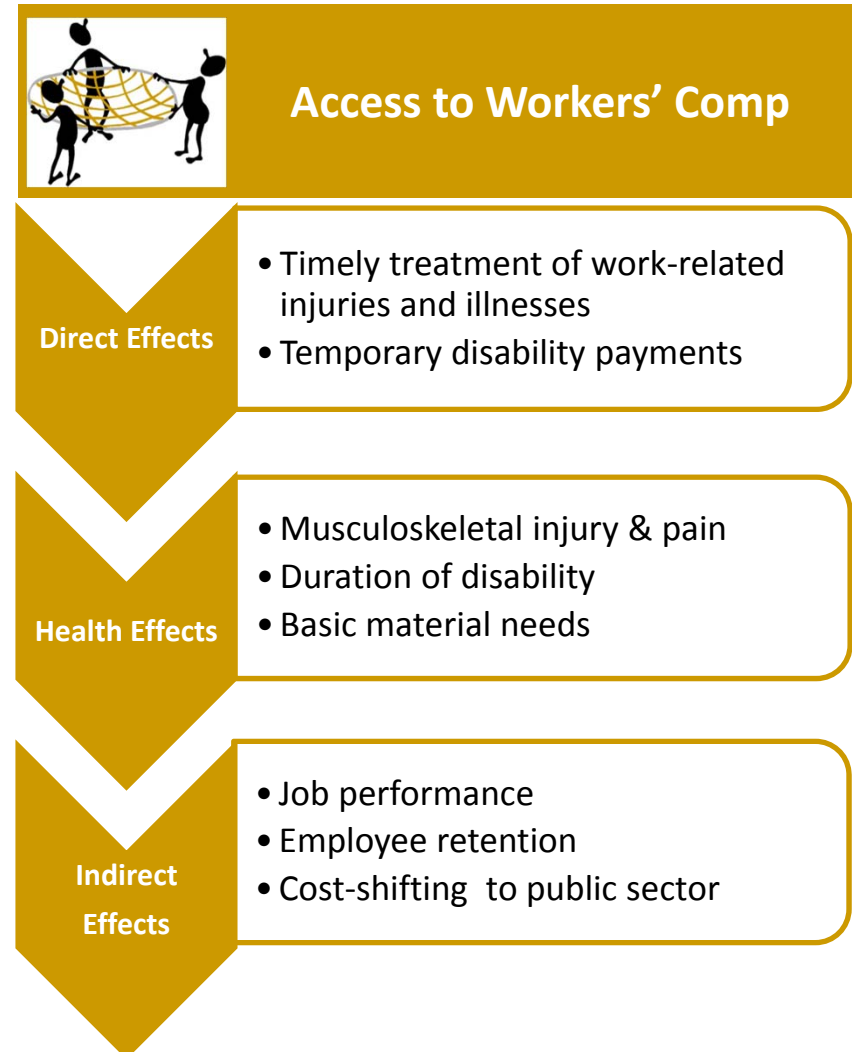 Access to Workers’ Comp
Direct Effects
• Timely treatment of work-related
injuries and illnesses
• Temporary disability payments
Health Effects
• Musculoskeletal injury & pain
• Duration of disability
• Basic material needs
Indirect
Effects
• Job performance
• Employee retention
• Cost-shifting  to public sector